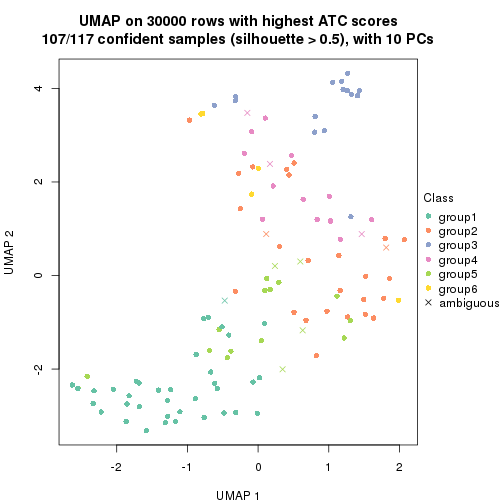 UMAP on 30000 rows with highest ATC scores
107/117 confident samples (silhouette > 0.5), with 10 PCs
4
2
0
-2
UMAP 2
-2
-1
0
1
2
UMAP 1
Class
group1
group2
group3
group4
group5
group6
ambiguous